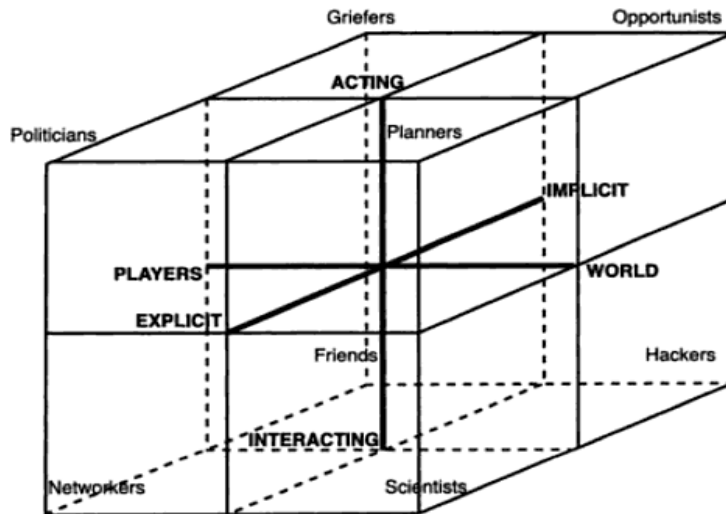 Griefers
Opportunists
ACTING
Politicians
Planners
IMPLICIT
PLAYERS
WORLD
EXPLICIT
Friends
Hackers
INTERACTING
Networkers
Scientists